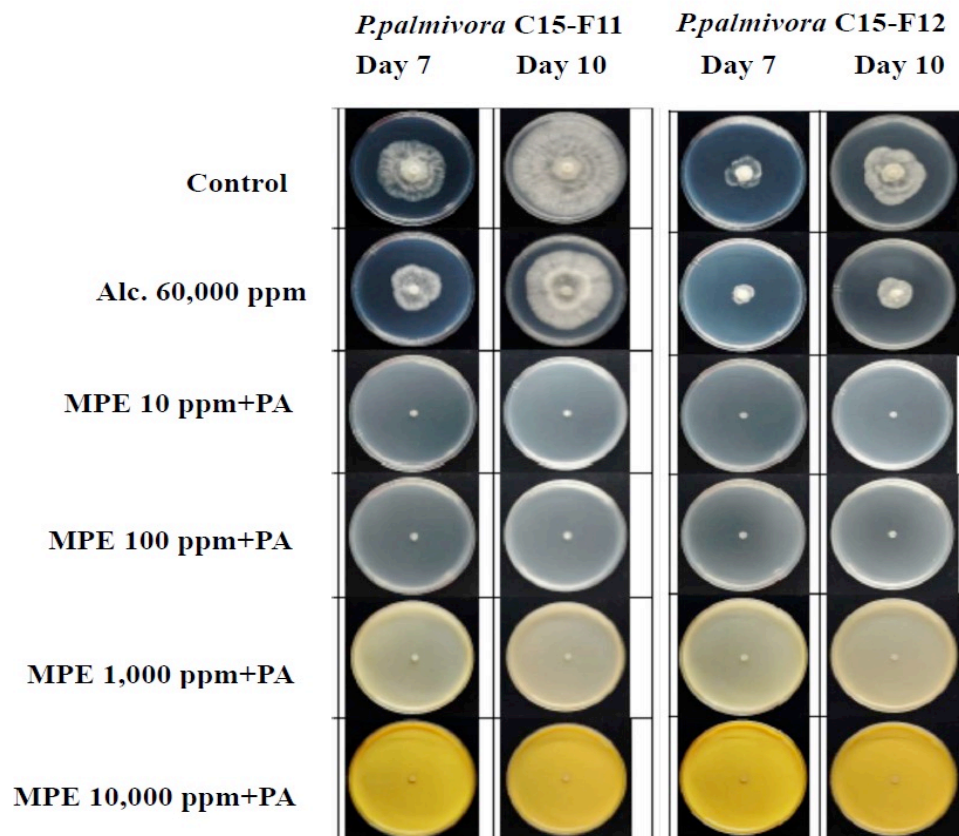 P.palmivora C15-F11 P.palmivora C15-F12
Day 7 Day 10 Day 7 Day 10
Control
Alc. 60,000 ppm
MPE 10 ppm+PA
MPE 100 ppm+PA
MPE 1,000 ppm+PA
MPE 10,000 ppm+PA